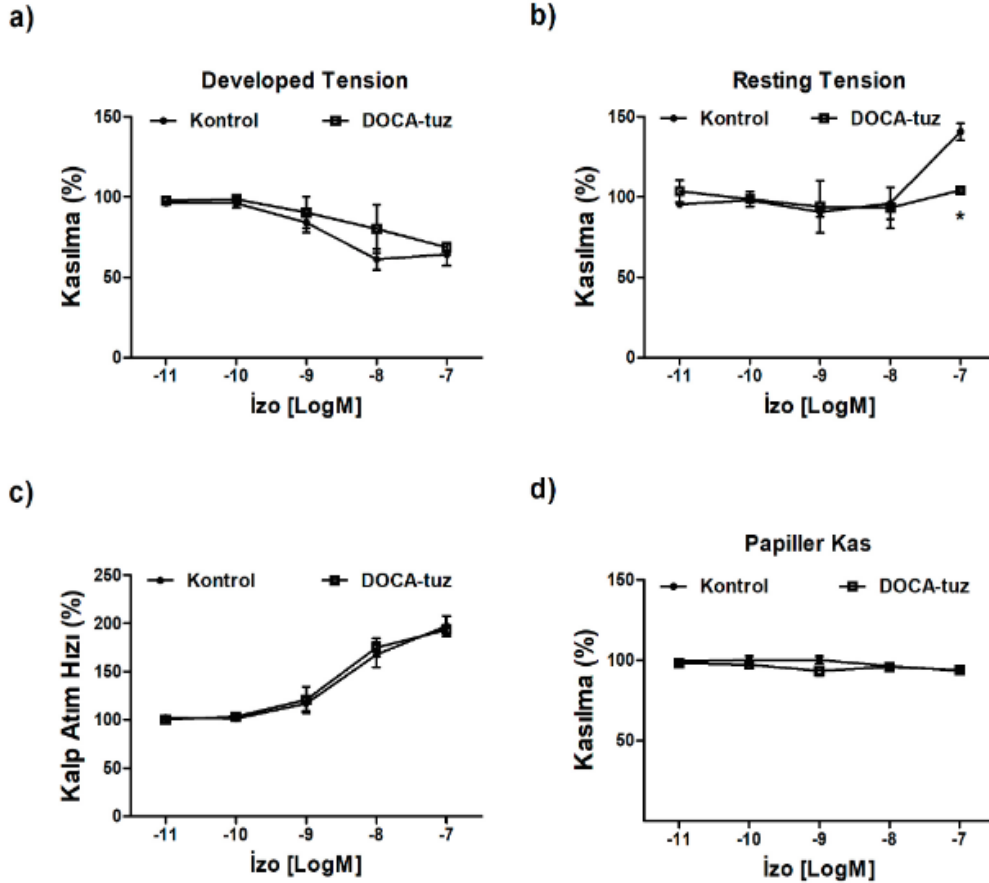 a)
Developed Tension
Kontrol DOCA-tuz
Kasılma (%)
150
100
50
0
-11 -10 -9 -8 -7
İzo [LogM]
b)
Resting Tension
Kontrol DOCA-tuz
Kasılma (%)
150
100
50
0
*
-11 -10 -9 -8 -7
İzo [LogM]
c)
Kontrol DOCA-tuz
Kalp Atım Hızı (%)
250
200
150
100
50
0
-11 -10 -9 -8 -7
İzo [LogM]
d)
Papiller Kas
Kontrol DOCA-tuz
Kasılma (%)
150
100
50
-11 -10 -9 -8 -7
İzo [LogM]